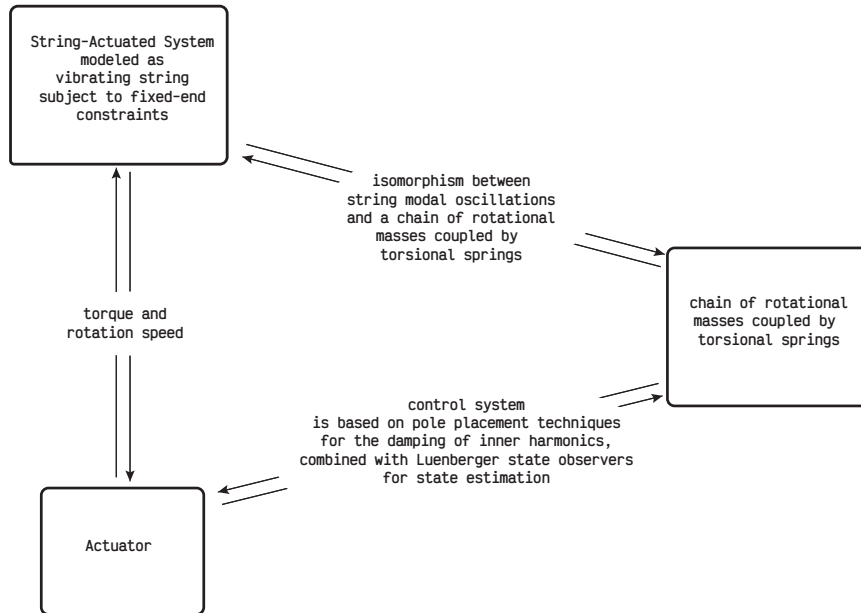 String-Actuated System
modeled as
vibrating string
subject to fixed-end
constraints
isomorphism between
string modal oscillations
and a chain of rotational
masses coupled by
torsional springs
chain of rotational
masses coupled by
torsional springs
torque and
rotation speed
control system
is based on pole placement techniques
for the damping of inner harmonics,
combined with Luenberger state observers
for state estimation
Actuator